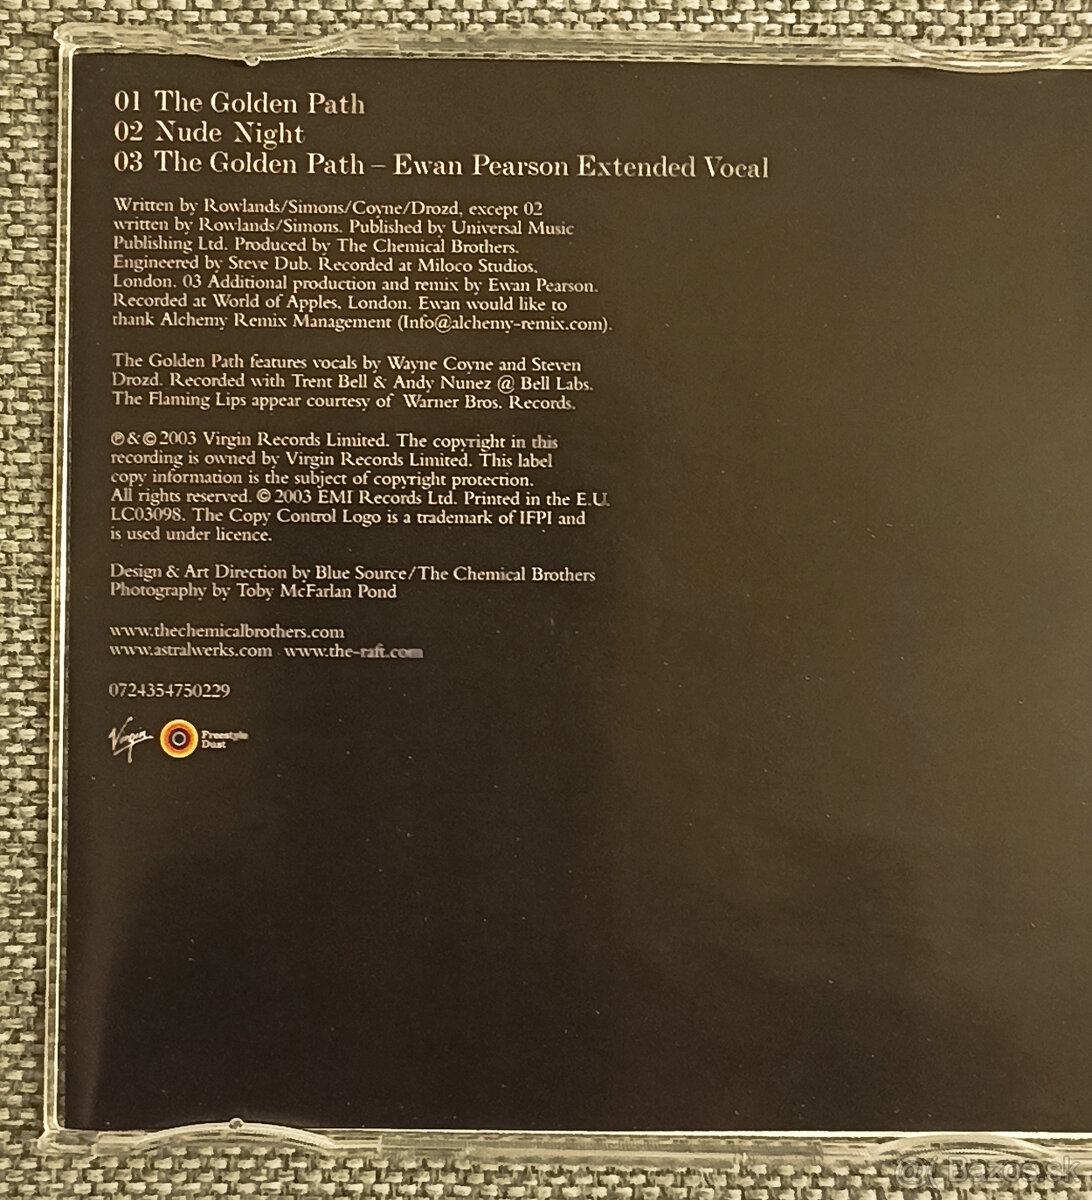 01 The Golden Path
02 Nude Night
03 The Golden Path – Ewan Pearson Extended Vocal
Written by Rowlands/Simons/Coyne/Drozd, except 02
written by Rowlands/Simons. Published by Universal Music
Publishing Ltd. Produced by The Chemical Brothers.
Engineered by Steve Dub. Recorded at Miloco Studios,
London. 03 Additional production and remix by Ewan Pearson.
Recorded at World of Apples, London. Ewan would like to
thank Alchemy Remix Management (Info@alchemy-remix.com).
The Golden Path features vocals by Wayne Coyne and Steven
Drozd. Recorded with Trent Bell & Andy Nunez @ Bell Labs.
The Flaming Lips appear courtesy of Warner Bros. Records.
℗&©2003 Virgin Records Limited. The copyright in this
recording is owned by Virgin Records Limited. This label
copy information is the subject of copyright protection.
All rights reserved. ©2003 EMI Records Ltd. Printed in the E.U.
LC03098. The Copy Control Logo is a trademark of IFPI and
is used under licence.
Design & Art Direction by Blue Source/The Chemical Brothers
Photography by Toby McFarlan Pond
www.thechemicalbrothers.com
www.astralwerks.com www.the-raft.com
0724354750229
Virgin Freestyle
Dust
Bazos.sk